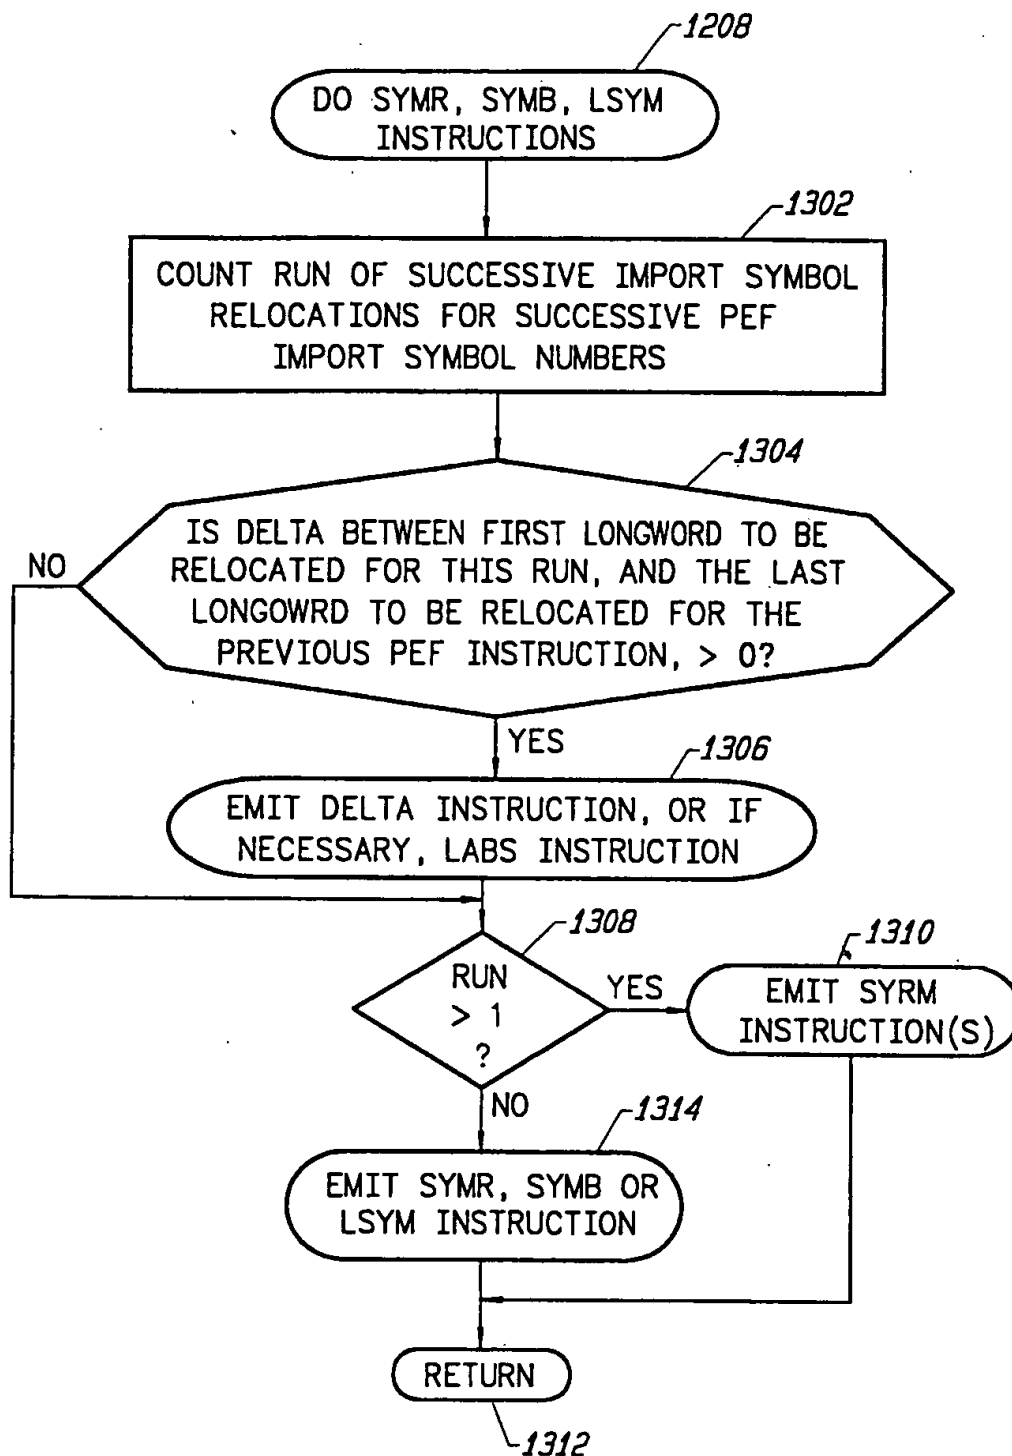 1208
DO SYMR, SYMB, LSYM
INSTRUCTIONS
1302
COUNT RUN OF SUCCESSIVE IMPORT SYMBOL
RELOCATIONS FOR SUCCESSIVE PEF
IMPORT SYMBOL NUMBERS
1304
IS DELTA BETWEEN FIRST LONGWORD TO BE
RELOCATED FOR THIS RUN, AND THE LAST
LONGOWRD TO BE RELOCATED FOR THE
PREVIOUS PEF INSTRUCTION, > 0?
NO
YES
1306
EMIT DELTA INSTRUCTION, OR IF
NECESSARY, LABS INSTRUCTION
1308
RUN
> 1
?
YES
1310
EMIT SYRM
INSTRUCTION(S)
NO
1314
EMIT SYMR, SYMB OR
LSYM INSTRUCTION
RETURN
1312